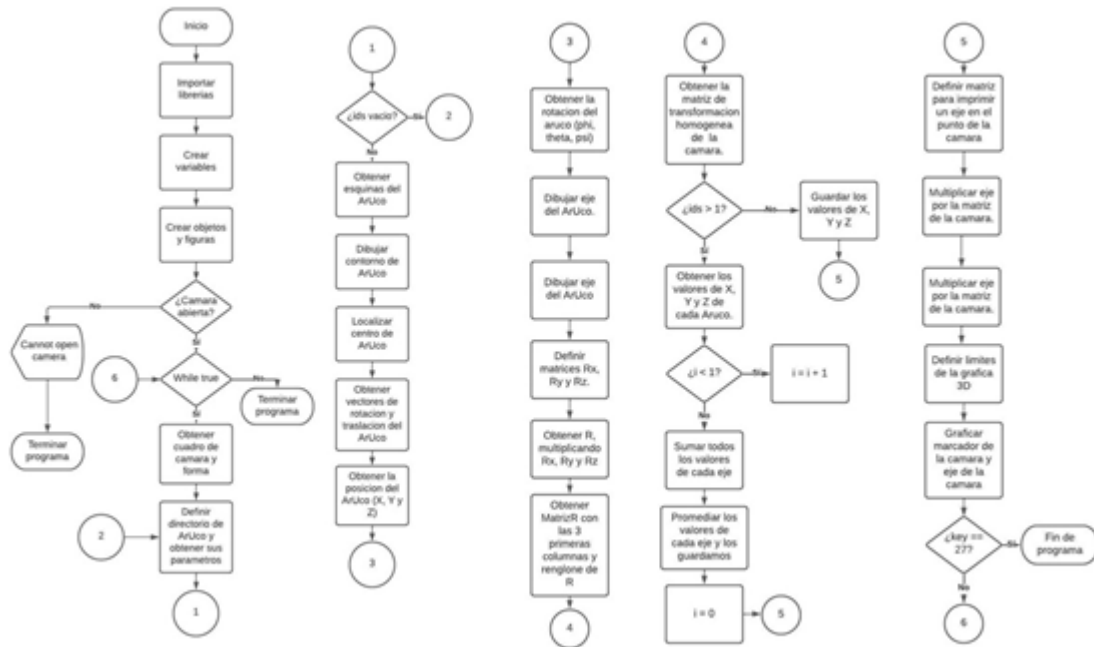 Inicio
Importar
librerias
Crear
variables
Crear objetos
y figuras
¿Camara
abierta?
No
Si
Cannot open
camera
Terminar
programa
6
While true
No
Terminar
programa
Si
Obtener
cuadro de
camara y
forma
2
Definir
directorio de
ArUco y
obtener sus
parametros
1
1
¿ids vacio?
Si
2
No
Obtener
esquinas del
ArUco
Dibujar
contorno de
ArUco
Localizar
centro de
ArUco
Obtener
vectores de
rotacion y
traslacion del
ArUco
Obtener la
posicion del
ArUco (X, Y y
Z)
3
3
Obtener la
rotacion del
aruco (phi,
theta, psi)
Dibujar eje
del ArUco.
Dibujar eje
del ArUco
Definir
matrices Rx,
Ry y Rz.
Obtener R,
multiplicando
Rx, Ry y Rz
Obtener
MatrizR con
las 3
primeras
columnas y
renglone de
R
4
4
Obtener la
matriz de
transformacion
homogenea
de la
camara.
¿ids > 1?
No
Guardar los
valores de X,
Y y Z
5
Si
Obtener los
valores de X,
Y y Z de
cada Aruco.
¿i < 1?
Si
i = i + 1
No
Sumar todos
los valores
de cada eje
Promediar los
valores de
cada eje y los
guardamos
i = 0
5
5
Definir matriz
para imprimir
un eje en el
punto de la
camara
Multiplicar eje
por la matriz
de la camara.
Multiplicar eje
por la matriz
de la camara.
Definir limites
de la grafica
3D
Graficar
marcador de
la camara y
eje de la
camara
¿key ==
27?
Si
Fin de
programa
No
6